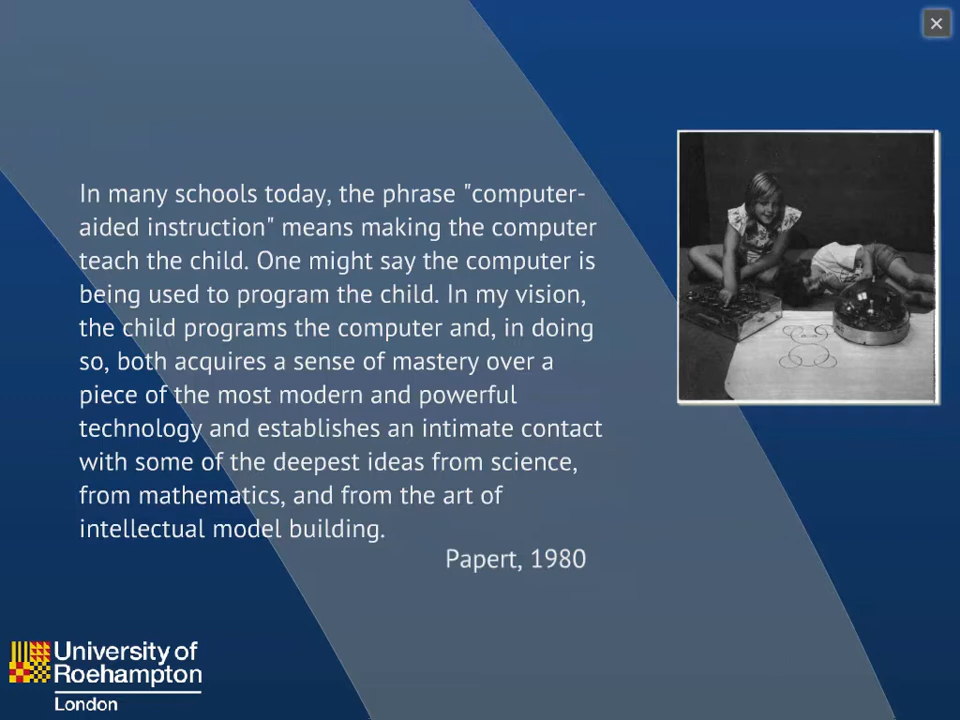 In many schools today, the phrase "computer-
aided instruction" means making the computer
teach the child. One might say the computer is
being used to program the child. In my vision,
the child programs the computer and, in doing
so, both acquires a sense of mastery over a
piece of the most modern and powerful
technology and establishes an intimate contact
with some of the deepest ideas from science,
from mathematics, and from the art of
intellectual model building.
Papert, 1980
University of
Roehampton
London